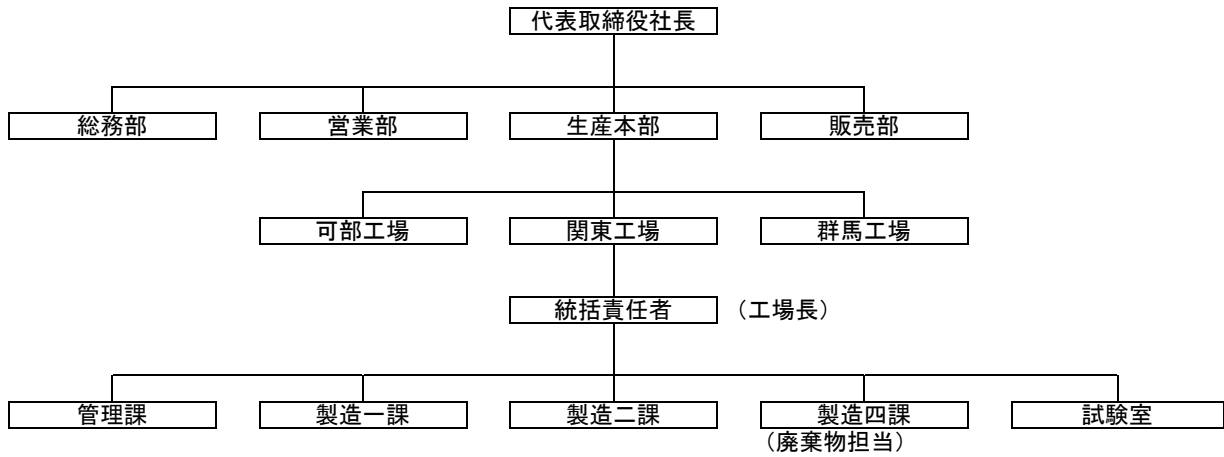 代表取締役社長
総務部
営業部
生産本部
販売部
可部工場
関東工場
群馬工場
統括責任者
（工場長）
管理課
製造一課
製造二課
製造四課
試験室
（廃棄物担当）